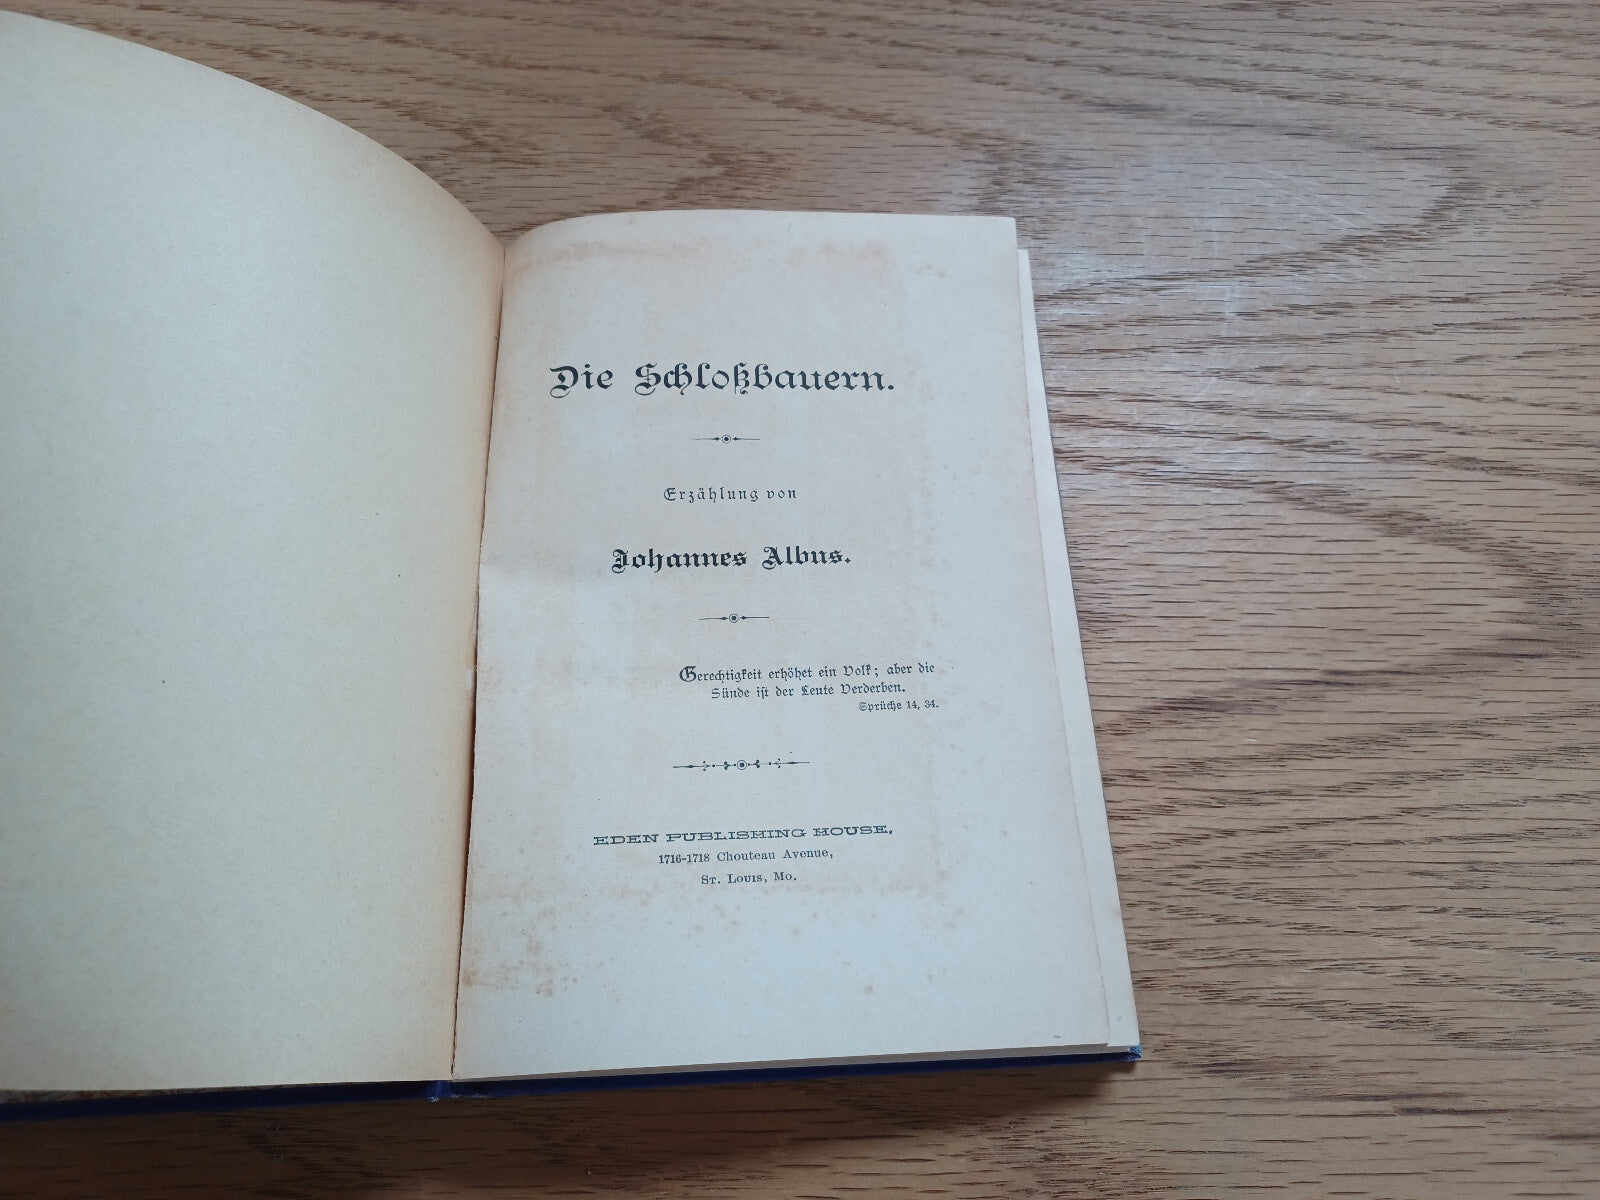 Die Schloßbauern.
Erzählung von
Johannes Albus.
Gerechtigkeit erhöhet ein Volk; aber die
Sünde ist der Leute Verderben.
Sprüche 14, 34.
EDEN PUBLISHING HOUSE,
1716-1718 Chouteau Avenue,
St. Louis, Mo.